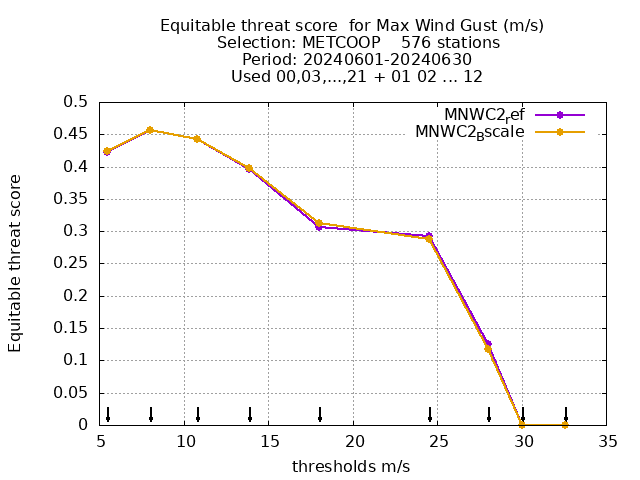 Equitable threat score  for Max Wind Gust (m/s)
Selection: METCOOP    576 stations
Period: 20240601-20240630
Used 00,03,...,21 + 01 02 ... 12
MNWC2_ref
MNWC2_Bscale
0.5
0.45
0.4
0.35
0.3
0.25
0.2
0.15
0.1
0.05
0
Equitable threat score
5 10 15 20 25 30 35
thresholds m/s